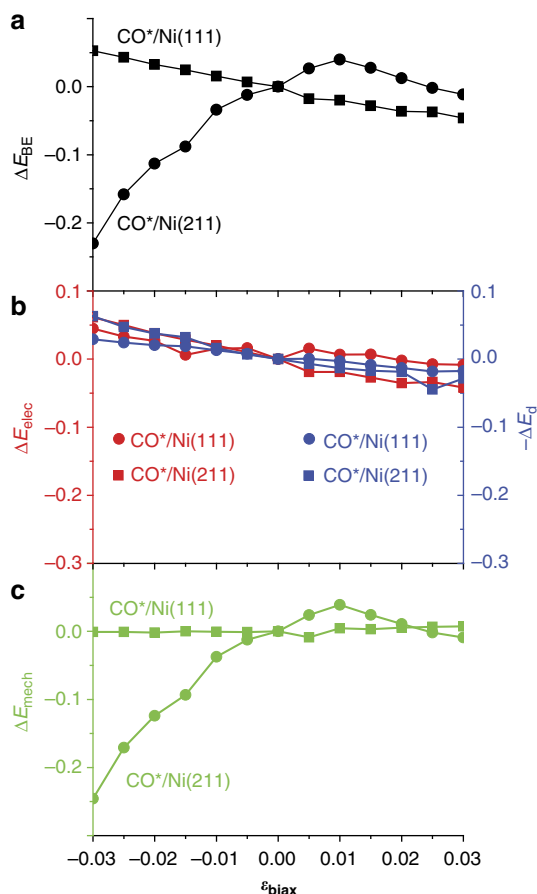 a
CO*/Ni(111)
0.0
−0.1
−0.2
ΔE_BE
CO*/Ni(211)
b
0.1
0.0
−0.1
−0.2
−0.3
ΔE_elec
CO*/Ni(111)
CO*/Ni(211)
CO*/Ni(111)
CO*/Ni(211)
0.1
0.0
−0.1
−0.2
−0.3
−ΔE_d
c
CO*/Ni(111)
0.0
−0.1
−0.2
ΔE_mech
CO*/Ni(211)
−0.03 −0.02 −0.01 0.00 0.01 0.02 0.03
ε_biax